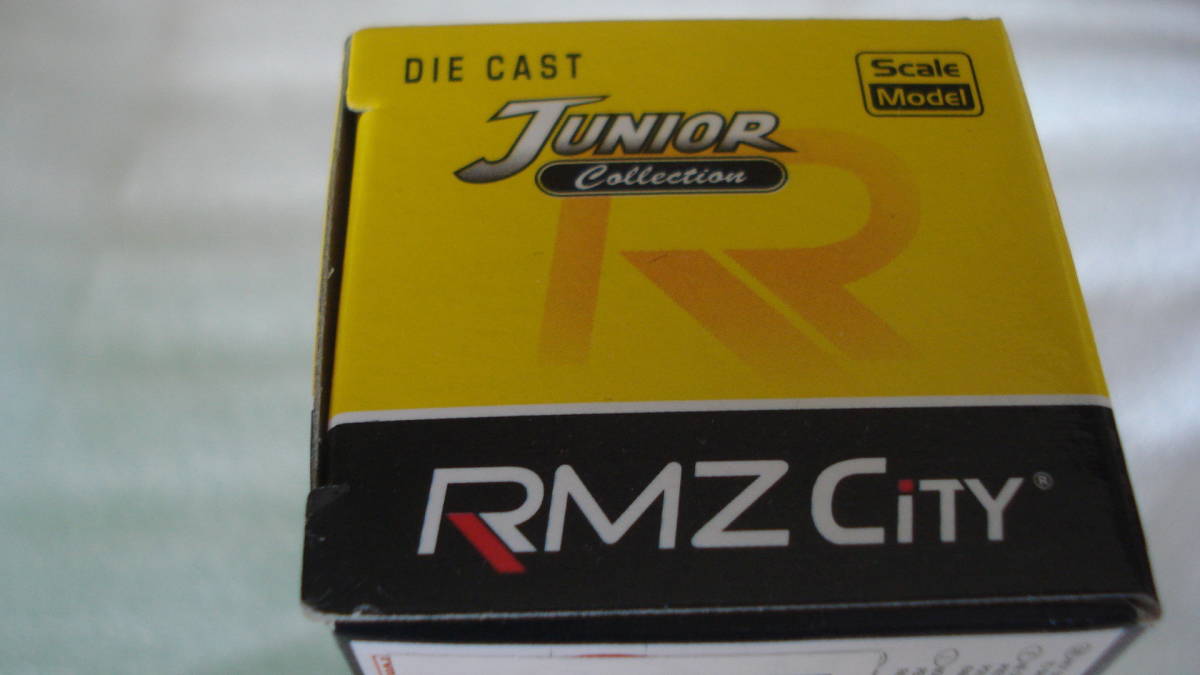 DIE CAST
Scale
Model
JUNIOR
Collection
RMZ CiTY®